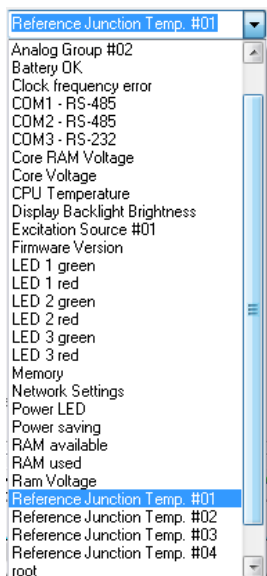 Reference Junction Temp. #01
Analog Group #02
Battery OK
Clock frequency error
COM1 - RS-485
COM2 - RS-485
COM3 - RS-232
Core RAM Voltage
Core Voltage
CPU Temperature
Display Backlight Brightness
Excitation Source #01
Firmware Version
LED 1 green
LED 1 red
LED 2 green
LED 2 red
LED 3 green
LED 3 red
Memory
Network Settings
Power LED
Power saving
RAM available
RAM used
Ram Voltage
Reference Junction Temp. #01
Reference Junction Temp. #02
Reference Junction Temp. #03
Reference Junction Temp. #04
root